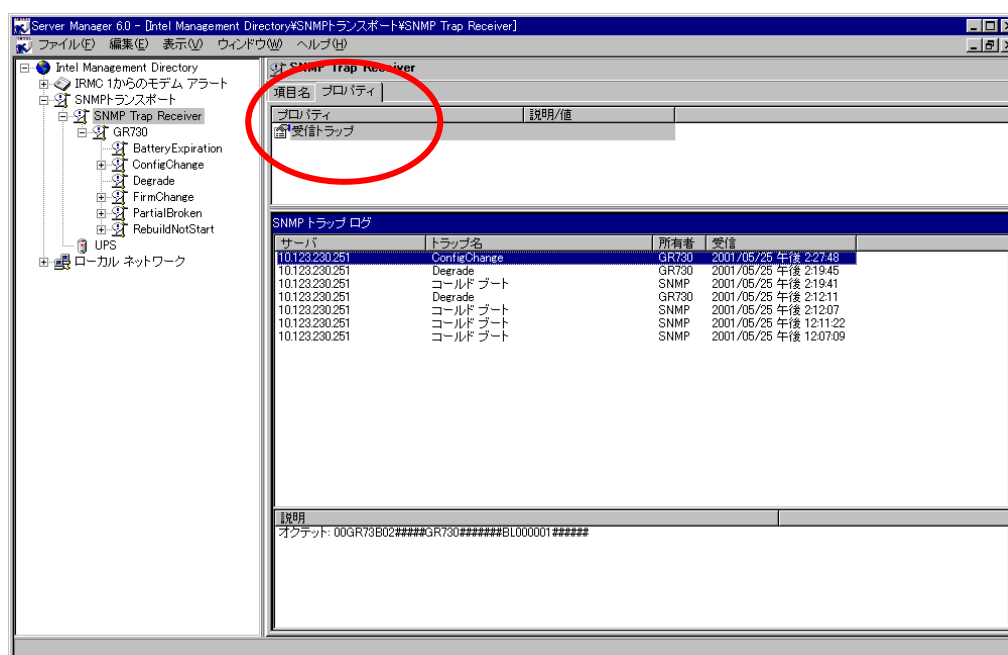 Server Manager 6.0 - [Intel Management Directory¥SNMPトランスポート¥SNMP Trap Receiver]
ファイル(F) 編集(E) 表示(V) ウィンドウ(W) ヘルプ(H)
Intel Management Directory
IRMC 1からのモデム アラート
SNMPトランスポート
SNMP Trap Receiver
GR730
BatteryExpiration
ConfigChange
Degrade
FirmChange
PartialBroken
RebuildNotStart
UPS
ローカル ネットワーク
SNMP Trap Receiver
項目名 プロパティ
プロパティ 説明/値
受信トラップ
SNMPトラップ ログ
サーバ トラップ名 所有者 受信
10.123.230.251 ConfigChange GR730 2001/05/25 午後 2:27:48
10.123.230.251 Degrade GR730 2001/05/25 午後 2:19:45
10.123.230.251 コールド ブート SNMP 2001/05/25 午後 2:19:41
10.123.230.251 Degrade GR730 2001/05/25 午後 2:12:11
10.123.230.251 コールド ブート SNMP 2001/05/25 午後 2:12:07
10.123.230.251 コールド ブート SNMP 2001/05/25 午後 12:11:22
10.123.230.251 コールド ブート SNMP 2001/05/25 午後 12:07:09
説明
オクテット: 00GR73B02#####GR730#######BL000001######